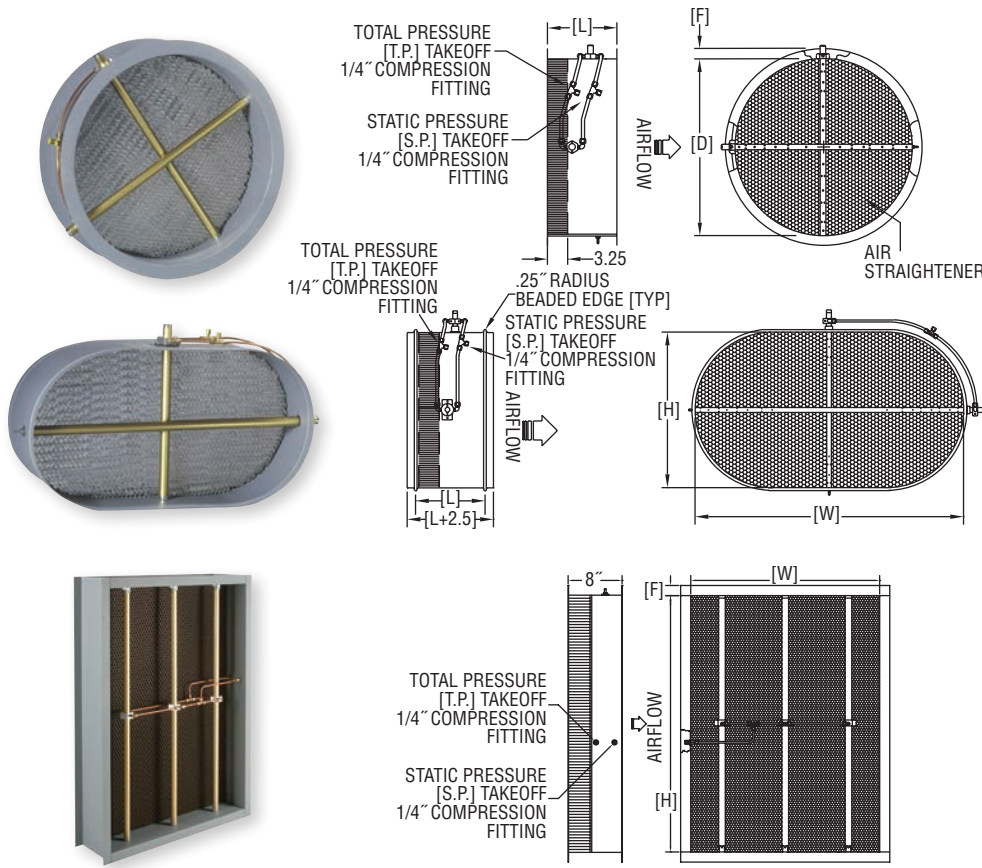 TOTAL PRESSURE
[T.P.] TAKEOFF
1/4˝ COMPRESSION
FITTING
STATIC PRESSURE
[S.P.] TAKEOFF
1/4˝ COMPRESSION
FITTING
[L]
3.25
AIRFLOW
[F]
[D]
AIR
STRAIGHTENER
TOTAL PRESSURE
[T.P.] TAKEOFF
1/4˝ COMPRESSION
FITTING
.25˝ RADIUS
BEADED EDGE [TYP]
STATIC PRESSURE
[S.P.] TAKEOFF
1/4˝ COMPRESSION
FITTING
AIRFLOW
[L]
[L+2.5]
[H]
[W]
8˝
TOTAL PRESSURE
[T.P.] TAKEOFF
1/4˝ COMPRESSION
FITTING
STATIC PRESSURE
[S.P.] TAKEOFF
1/4˝ COMPRESSION
FITTING
AIRFLOW
[F]
[W]
[H]